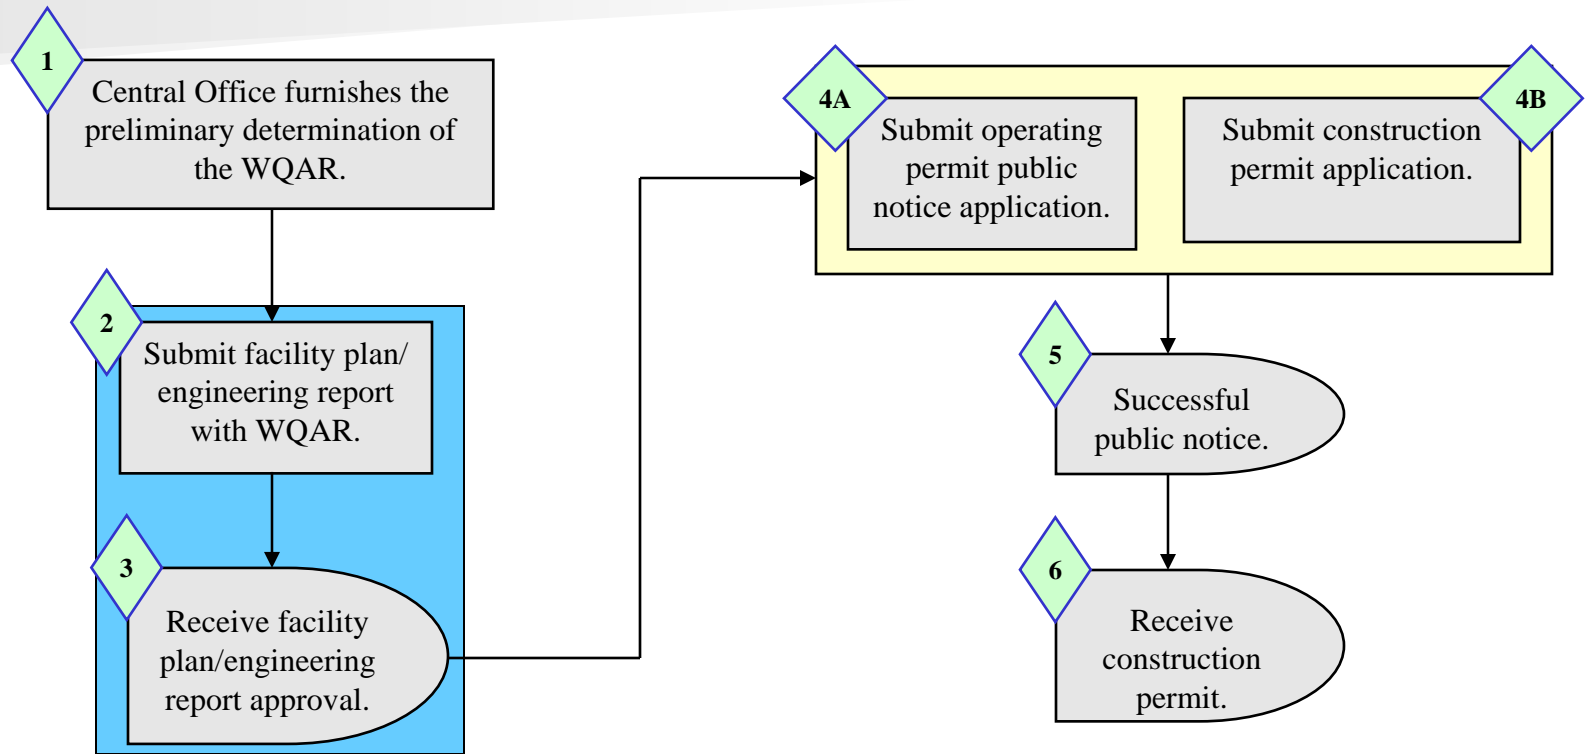 1
Central Office furnishes the
preliminary determination of
the WQAR.
2
Submit facility plan/
engineering report
with WQAR.
3
Receive facility
plan/engineering
report approval.
4A
Submit operating
permit public
notice application.
4B
Submit construction
permit application.
5
Successful
public notice.
6
Receive
construction
permit.